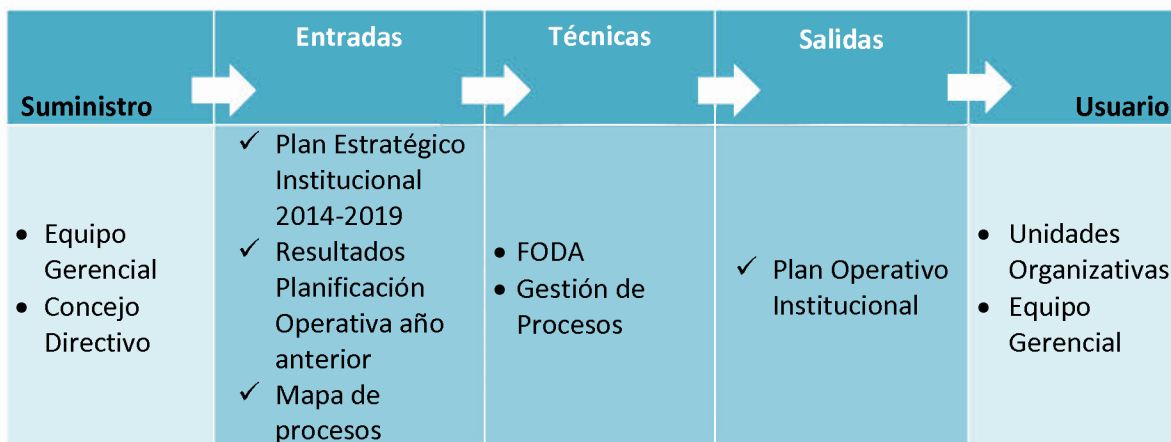 Suministro
Entradas
Técnicas
Salidas
Usuario
• Equipo
Gerencial
• Concejo
Directivo
✓ Plan Estratégico
Institucional
2014-2019
✓ Resultados
Planificación
Operativa año
anterior
✓ Mapa de
procesos
• FODA
• Gestión de
Procesos
✓ Plan Operativo
Institucional
• Unidades
Organizativas
• Equipo
Gerencial